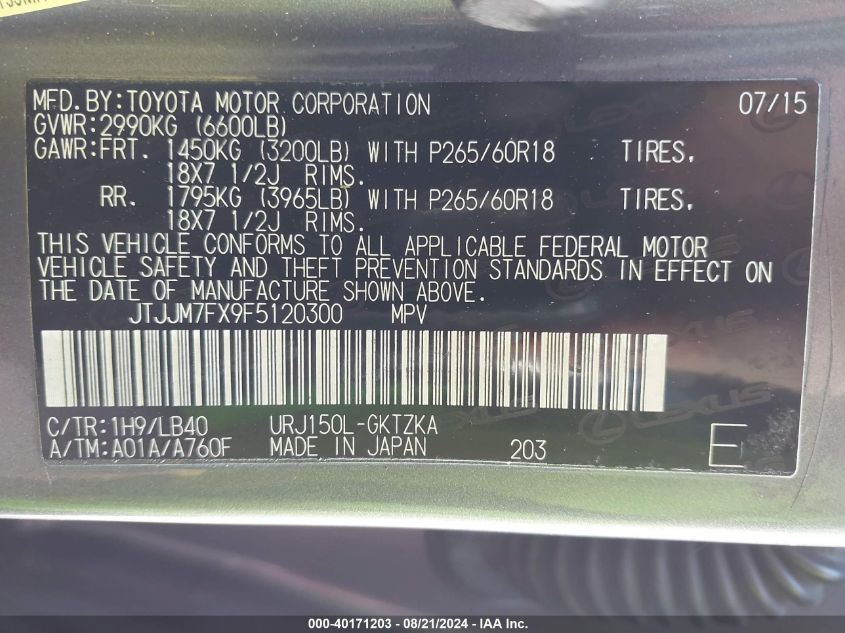 MFD.BY:TOYOTA MOTOR CORPORATION 07/15
GVWR:2990KG (6600LB)
GAWR:FRT. 1450KG (3200LB) WITH P265/60R18 TIRES,
18X7 1/2J RIMS.
RR. 1795KG (3965LB) WITH P265/60R18 TIRES,
18X7 1/2J RIMS.
THIS VEHICLE CONFORMS TO ALL APPLICABLE FEDERAL MOTOR
VEHICLE SAFETY AND THEFT PREVENTION STANDARDS IN EFFECT ON
THE DATE OF MANUFACTURE SHOWN ABOVE.
JTJJM7FX9F5120300 MPV
C/TR:1H9/LB40 URJ150L-GKTZKA
A/TM:A01A/A760F MADE IN JAPAN 203 E
LEXUS
000-40171203 - 08/21/2024 - IAA Inc.